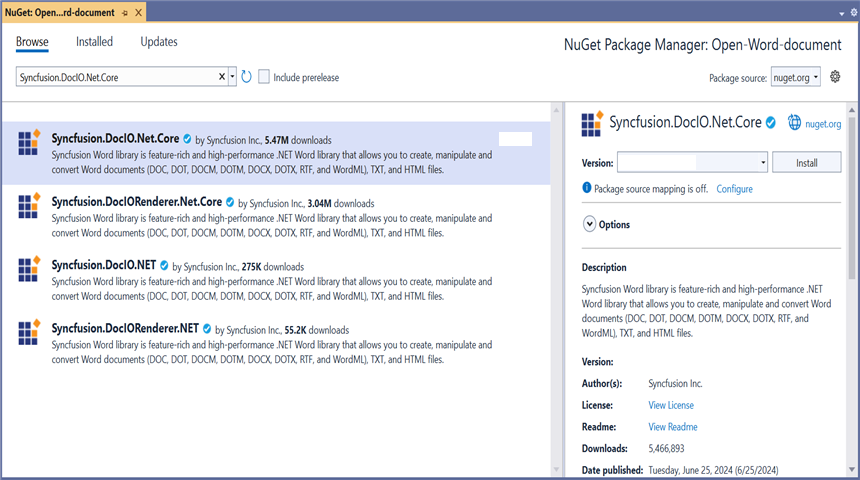 NuGet: Open...rd-document
Browse
Installed
Updates
NuGet Package Manager: Open-Word-document
Syncfusion.DocIO.Net.Core
Include prerelease
Package source:
nuget.org
Syncfusion.DocIO.Net.Core by Syncfusion Inc., 5.47M downloads
Syncfusion Word library is feature-rich and high-performance .NET Word library that allows you to create, manipulate and
convert Word documents (DOC, DOT, DOCM, DOTM, DOCX, DOTX, RTF, and WordML), TXT, and HTML files.
Syncfusion.DocIORenderer.Net.Core by Syncfusion Inc., 3.04M downloads
Syncfusion Word library is feature-rich and high-performance .NET Word library that allows you to create, manipulate and
convert Word documents (DOC, DOT, DOCM, DOTM, DOCX, DOTX, RTF, and WordML), TXT, and HTML files.
Syncfusion.DocIO.NET by Syncfusion Inc., 275K downloads
Syncfusion Word library is feature-rich and high-performance .NET Word library that allows you to create, manipulate and
convert Word documents (DOC, DOT, DOCM, DOTM, DOCX, DOTX, RTF, and WordML), TXT, and HTML files.
Syncfusion.DocIORenderer.NET by Syncfusion Inc., 55.2K downloads
Syncfusion Word library is feature-rich and high-performance .NET Word library that allows you to create, manipulate and
convert Word documents (DOC, DOT, DOCM, DOTM, DOCX, DOTX, RTF, and WordML), TXT, and HTML files.
Syncfusion.DocIO.Net.Core
nuget.org
Version:
Install
Package source mapping is off. Configure
Options
Description
Syncfusion Word library is feature-rich and high-performance .NET
Word library that allows you to create, manipulate and convert Word
documents (DOC, DOT, DOCM, DOTM, DOCX, DOTX, RTF, and
WordML), TXT, and HTML files.
Version:
Author(s): Syncfusion Inc.
License: View License
Readme: View Readme
Downloads: 5,466,893
Date published: Tuesday, June 25, 2024 (6/25/2024)